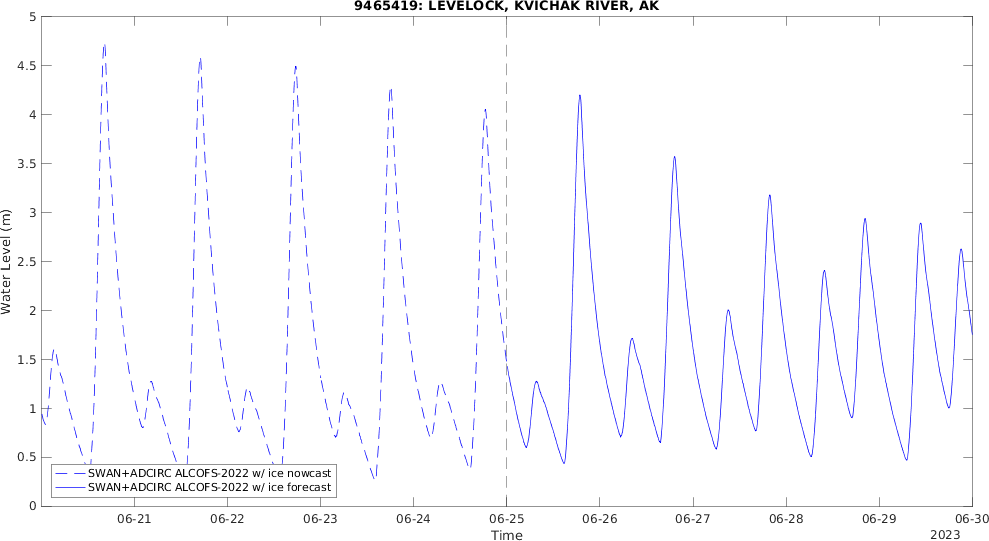 9465419: LEVELOCK, KVICHAK RIVER, AK
5
4.5
4
3.5
3
2.5
2
1.5
1
0.5
0
Water Level (m)
SWAN+ADCIRC ALCOFS-2022 w/ ice nowcast
SWAN+ADCIRC ALCOFS-2022 w/ ice forecast
06-21 06-22 06-23 06-24 06-25 06-26 06-27 06-28 06-29 06-30
Time
2023